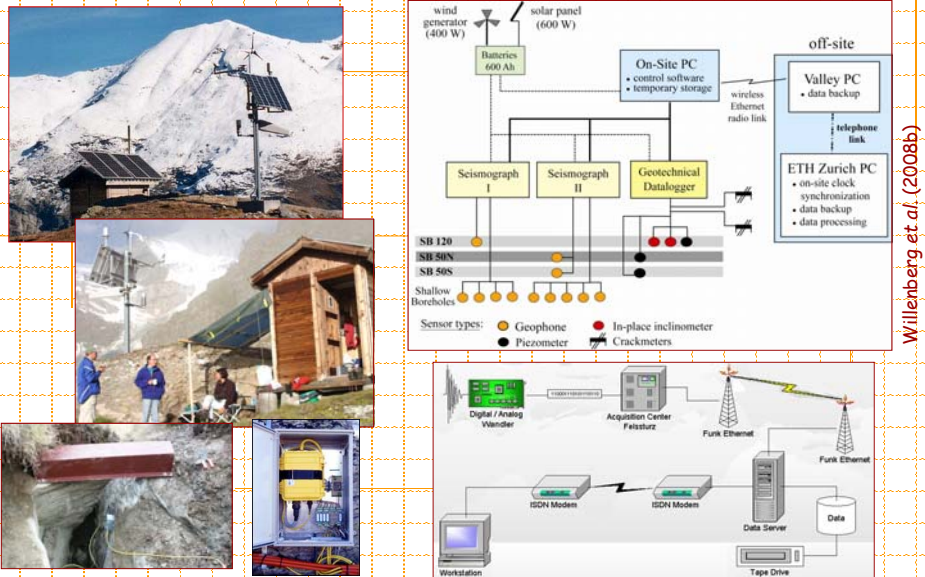 wind
generator
(400 W)
solar panel
(600 W)
Batteries
600 Ah
On-Site PC
• control software
• temporary storage
wireless
Ethernet
radio link
off-site
Valley PC
• data backup
telephone
link
ETH Zurich PC
• on-site clock
synchronization
• data backup
• data processing
Seismograph
I
Seismograph
II
Geotechnical
Datalogger
SB 120
SB 50N
SB 50S
Shallow
Boreholes
Sensor types:
Geophone
In-place inclinometer
Piezometer
Crackmeters
Willenberg et al. (2008b)
Digital / Analog
Wandler
Acquisition Center
Felssturz
Funk Ethernet
Funk Ethernet
ISDN Modem
ISDN Modem
Data Server
Data
Workstation
Tape Drive